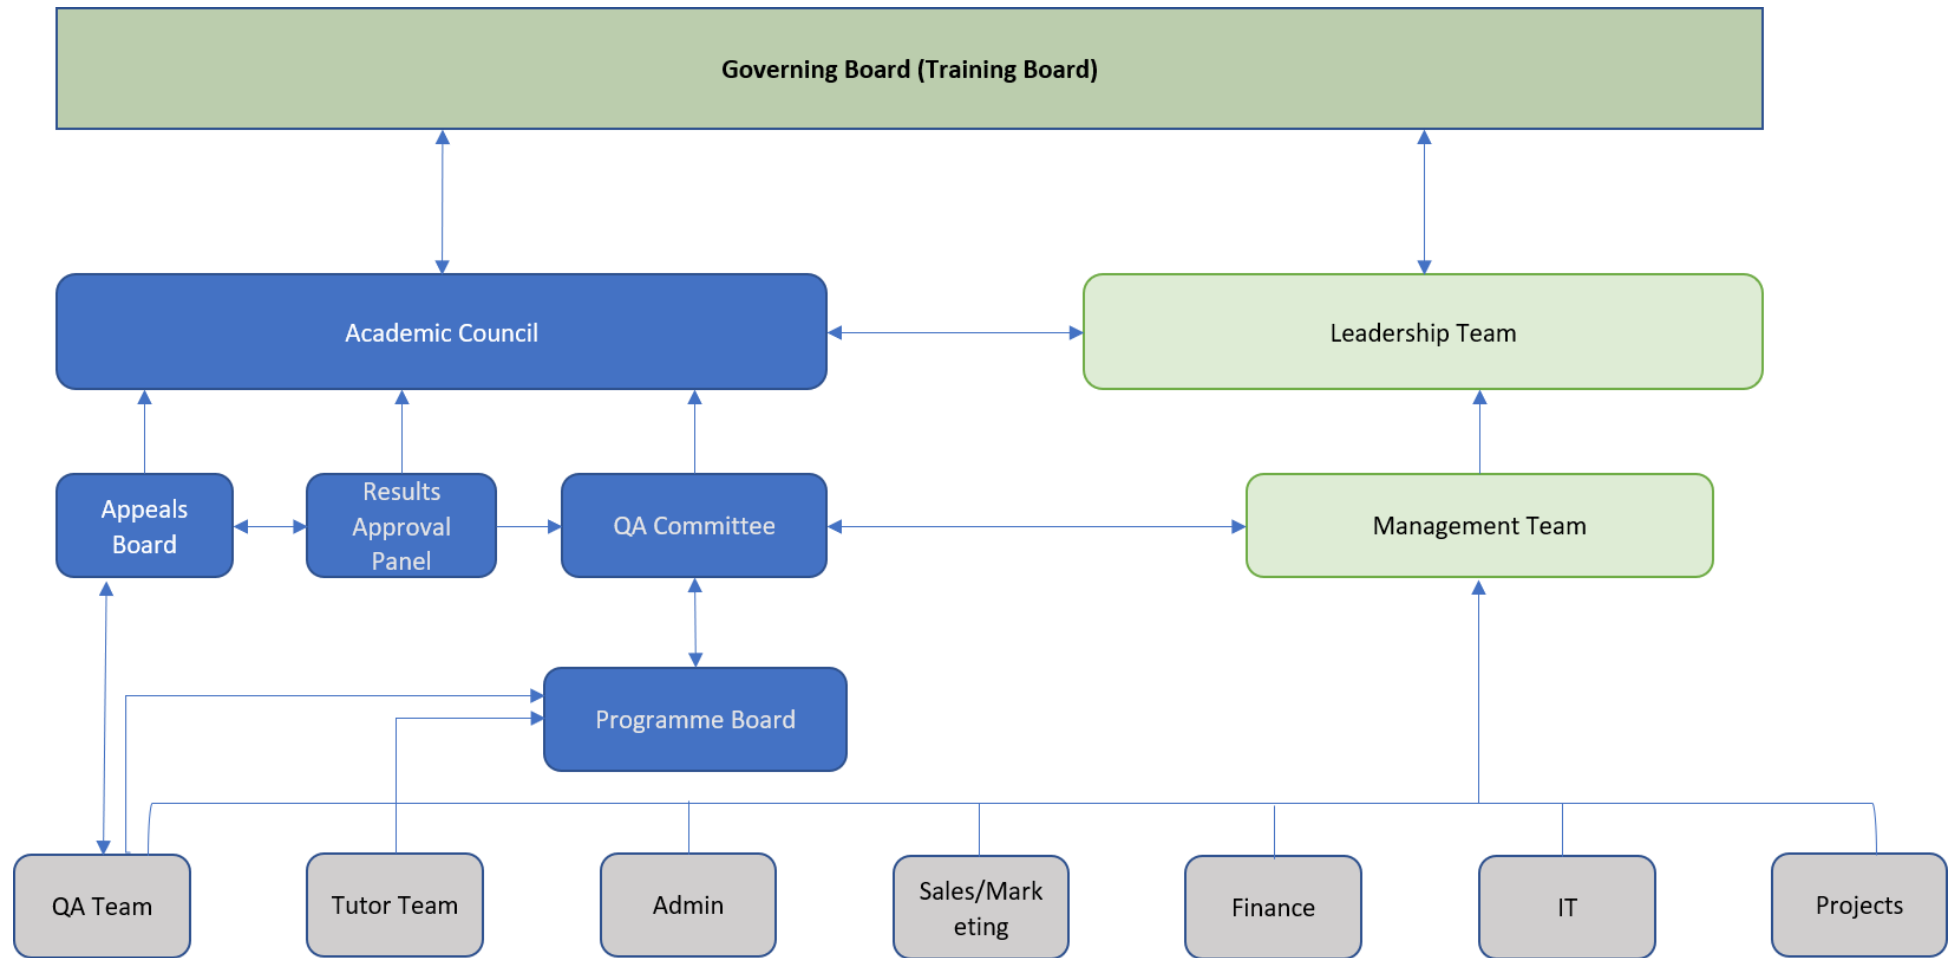 Governing Board (Training Board)
Academic Council
Leadership Team
Appeals
Board
Results
Approval
Panel
QA Committee
Management Team
Programme Board
QA Team
Tutor Team
Admin
Sales/Mark
eting
Finance
IT
Projects